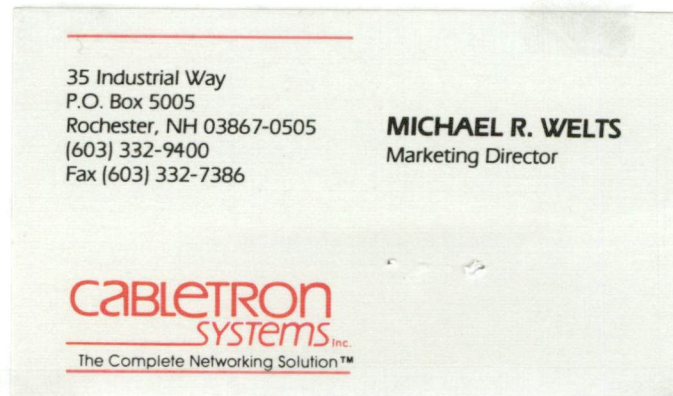 35 Industrial Way
P.O. Box 5005
Rochester, NH 03867-0505
(603) 332-9400
Fax (603) 332-7386
MICHAEL R. WELTS
Marketing Director
CABLETRON
SYSTEMS Inc.
The Complete Networking Solution™